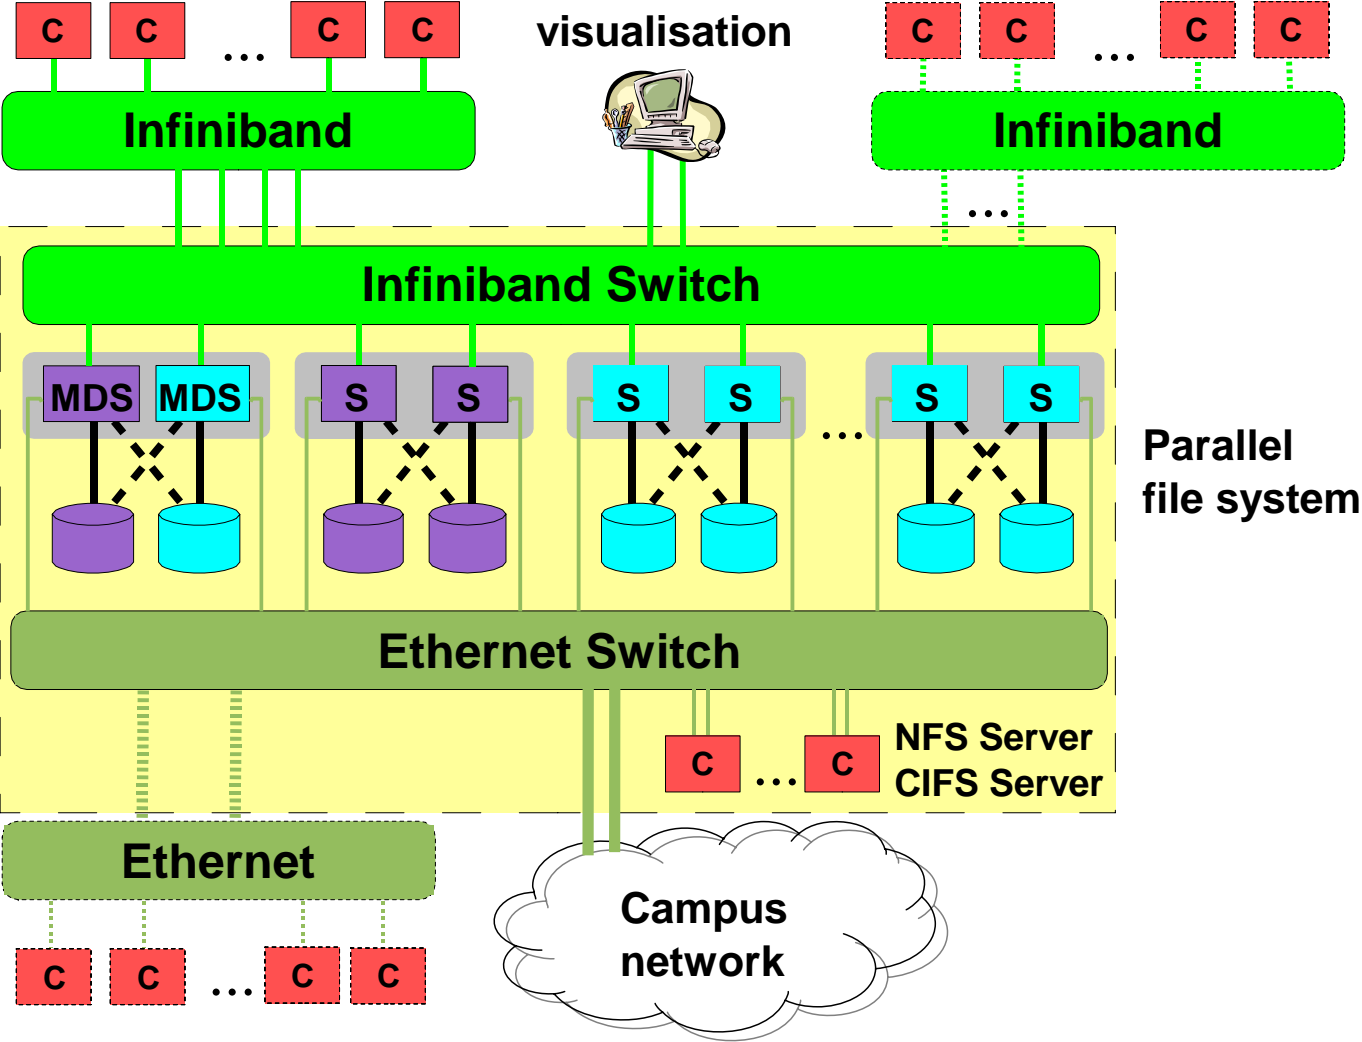 C C ... C C
visualisation
C C ... C C
Infiniband
Infiniband
...
Infiniband Switch
MDS MDS S S S S ... S S
Parallel
file system
Ethernet Switch
C ... C
NFS Server
CIFS Server
Ethernet
Campus
network
C C ... C C